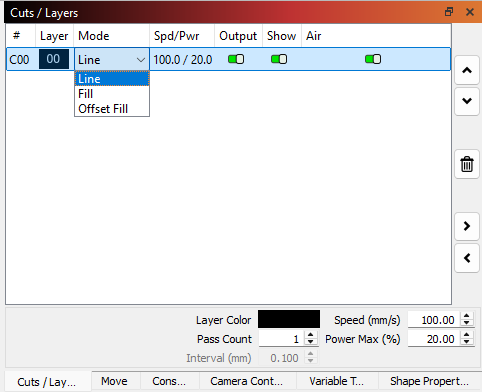 Cuts / Layers
# Layer Mode Spd/Pwr Output Show Air
C00 00 Line 100.0 / 20.0
Line
Fill
Offset Fill
Layer Color Speed (mm/s) 100.00
Pass Count 1 Power Max (%) 20.00
Interval (mm) 0.100
Cuts / Lay... Move Cons... Camera Cont... Variable T... Shape Propert...